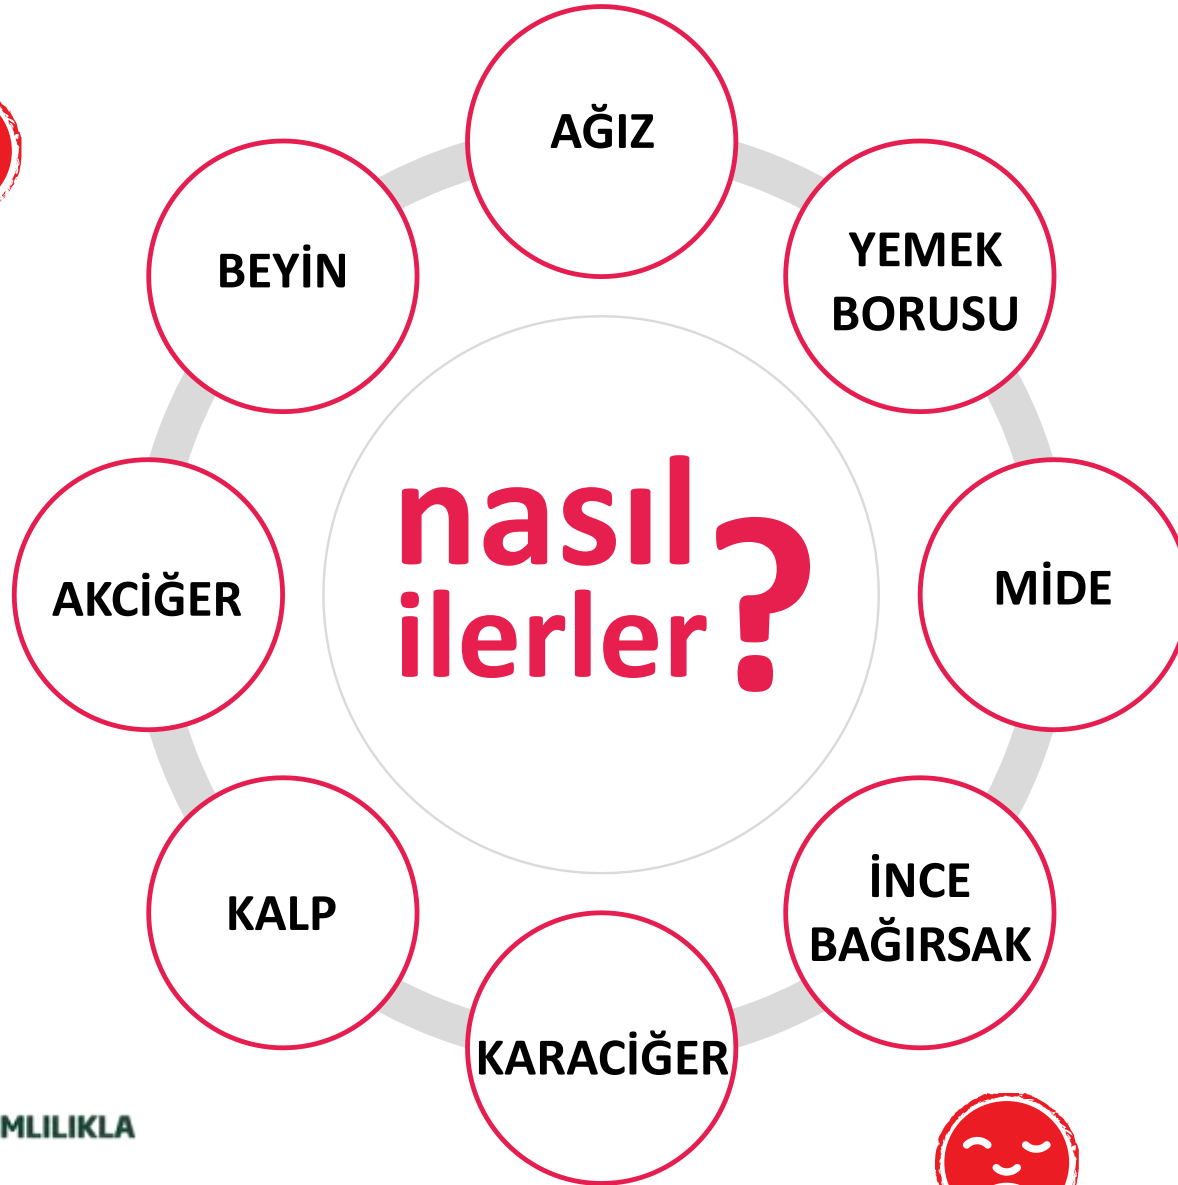 AĞIZ
YEMEK
BORUSU
MİDE
İNCE
BAĞIRSAK
KARACİĞER
KALP
AKCİĞER
BEYİN
nasıl
ilerler?
MLILIKLA